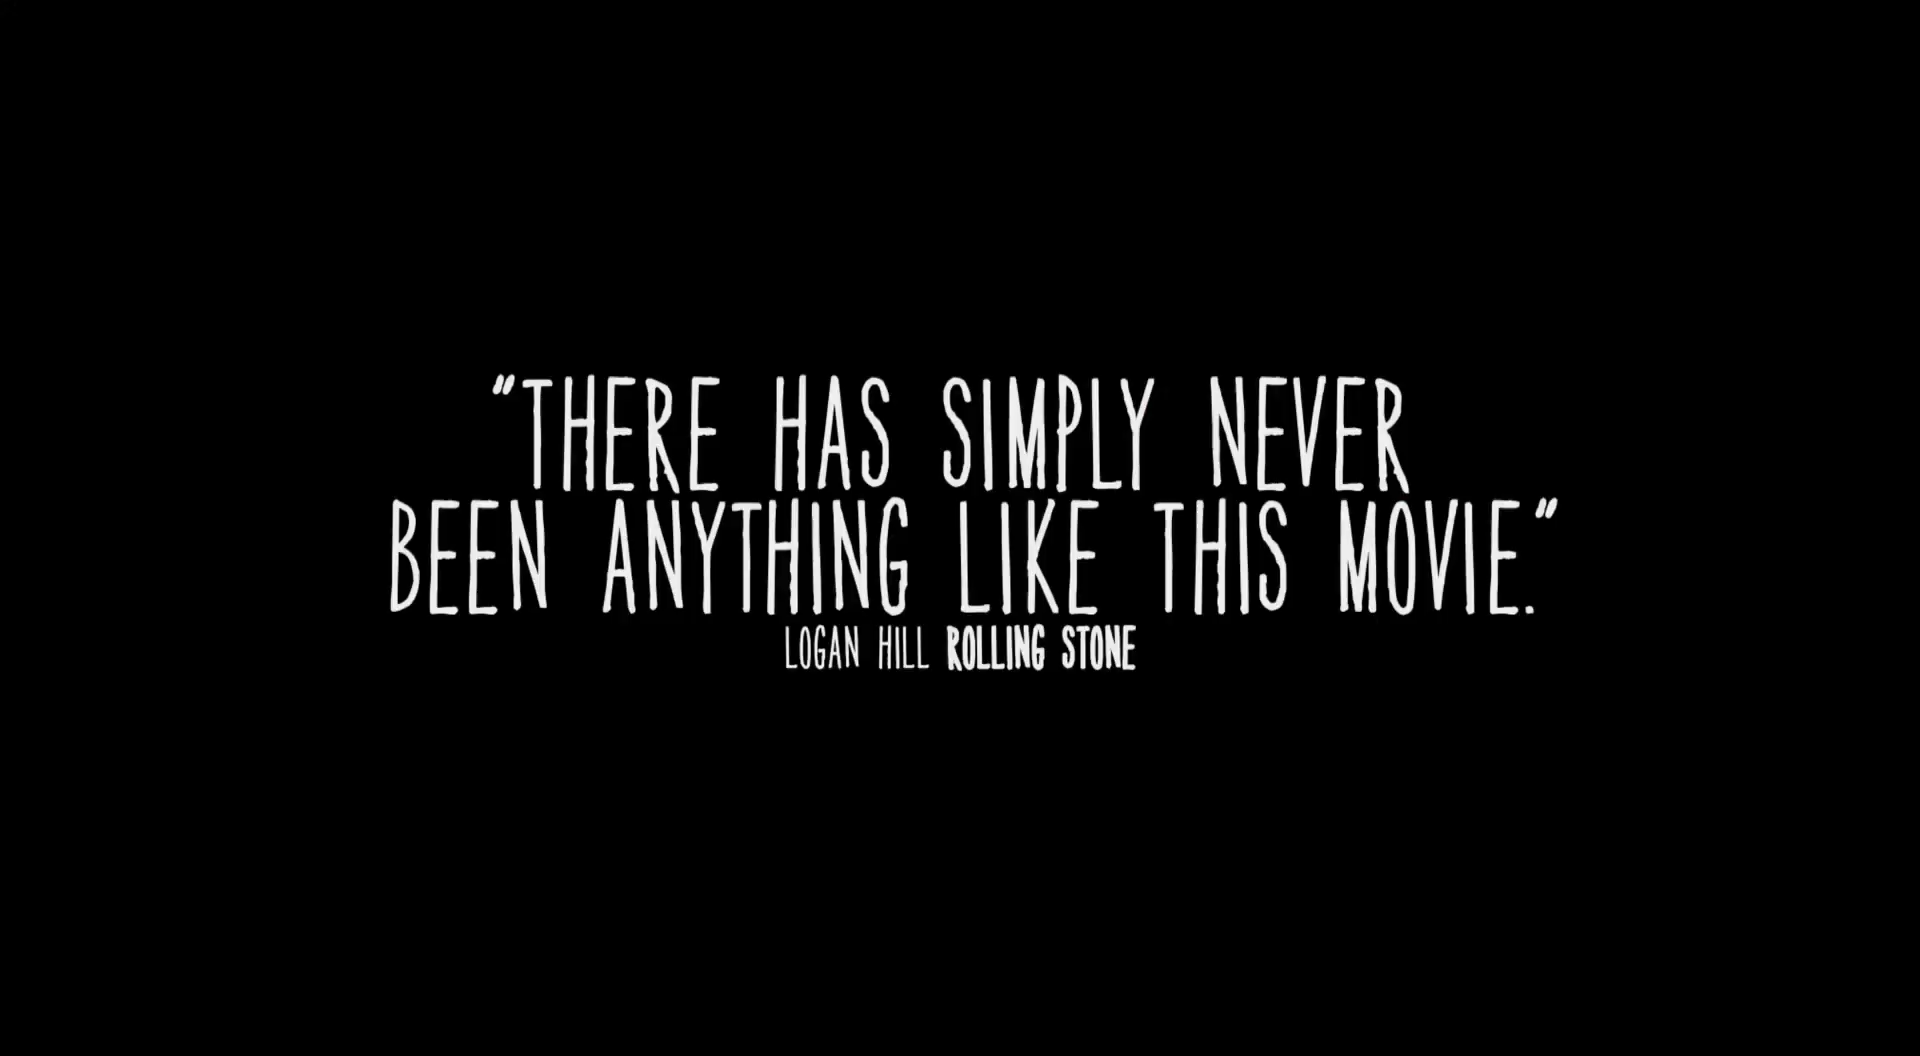 "THERE HAS SIMPLY NEVER
BEEN ANYTHING LIKE THIS MOVIE."
LOGAN HILL ROLLING STONE